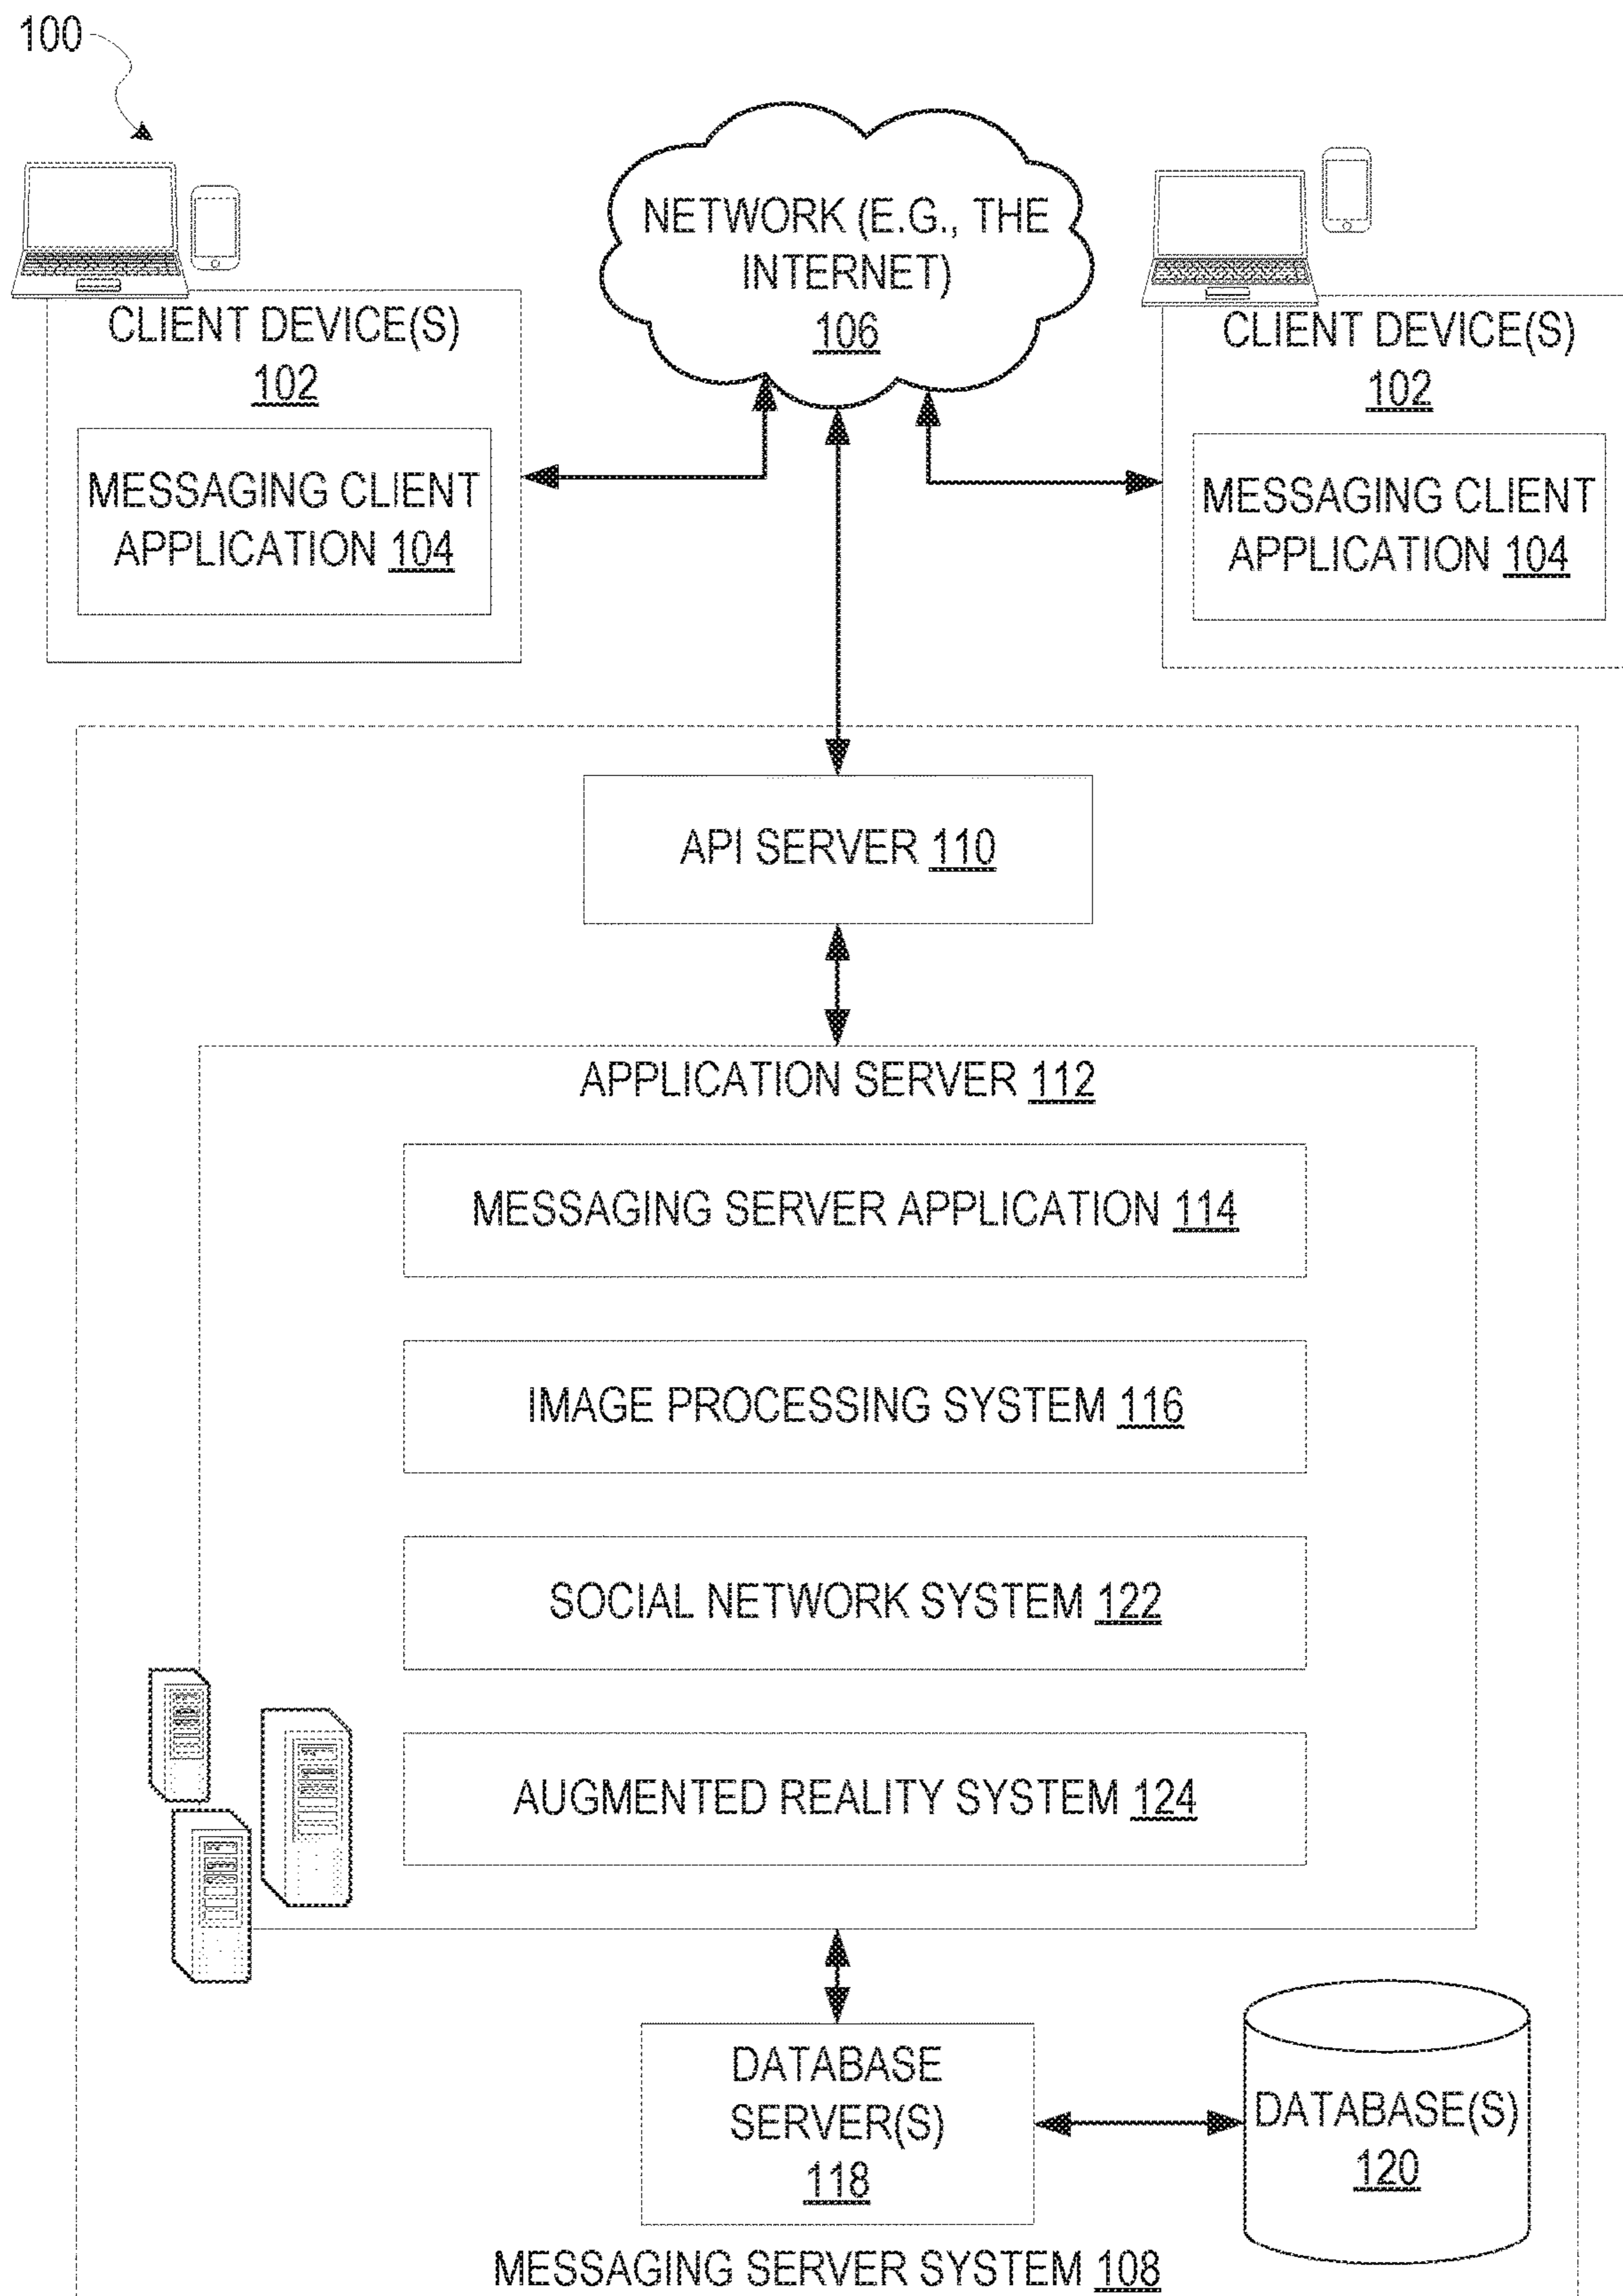 100
NETWORK (E.G., THE
INTERNET)
106
CLIENT DEVICE(S)
102
MESSAGING CLIENT
APPLICATION 104
CLIENT DEVICE(S)
102
MESSAGING CLIENT
APPLICATION 104
API SERVER 110
APPLICATION SERVER 112
MESSAGING SERVER APPLICATION 114
IMAGE PROCESSING SYSTEM 116
SOCIAL NETWORK SYSTEM 122
AUGMENTED REALITY SYSTEM 124
DATABASE
SERVER(S)
118
DATABASE(S)
120
MESSAGING SERVER SYSTEM 108